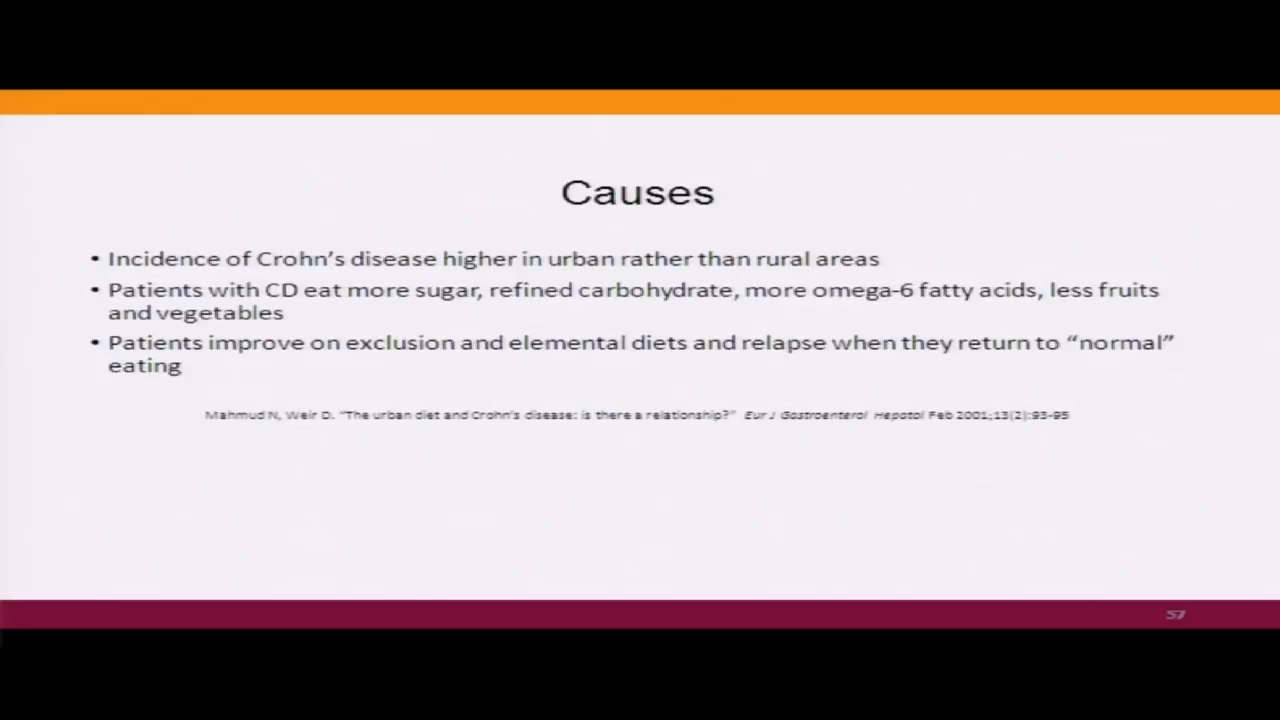 Causes
• Incidence of Crohn’s disease higher in urban rather than rural areas
• Patients with CD eat more sugar, refined carbohydrate, more omega-6 fatty acids, less fruits
and vegetables
• Patients improve on exclusion and elemental diets and relapse when they return to “normal”
eating
Mahmud N, Weir D. “The urban diet and Crohn’s disease: is there a relationship?” Eur J Gastroenterol Hepatol Feb 2001;13(2):93-95
57